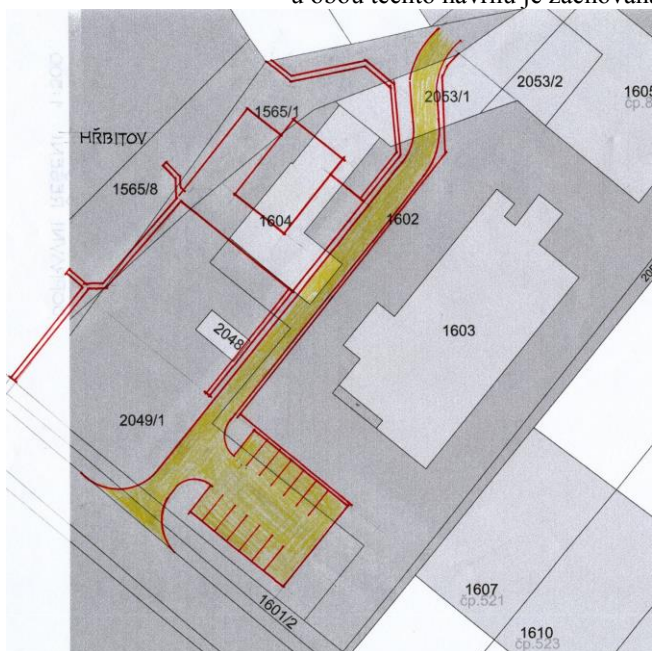 u obou těchto návrhů je zachována
2053/1
2053/2
1605
čp.8
1565/1
HŘBITOV
1565/8
1604
1602
1603
2048
2049/1
1601/2
1607
čp.521
1610
čp.523